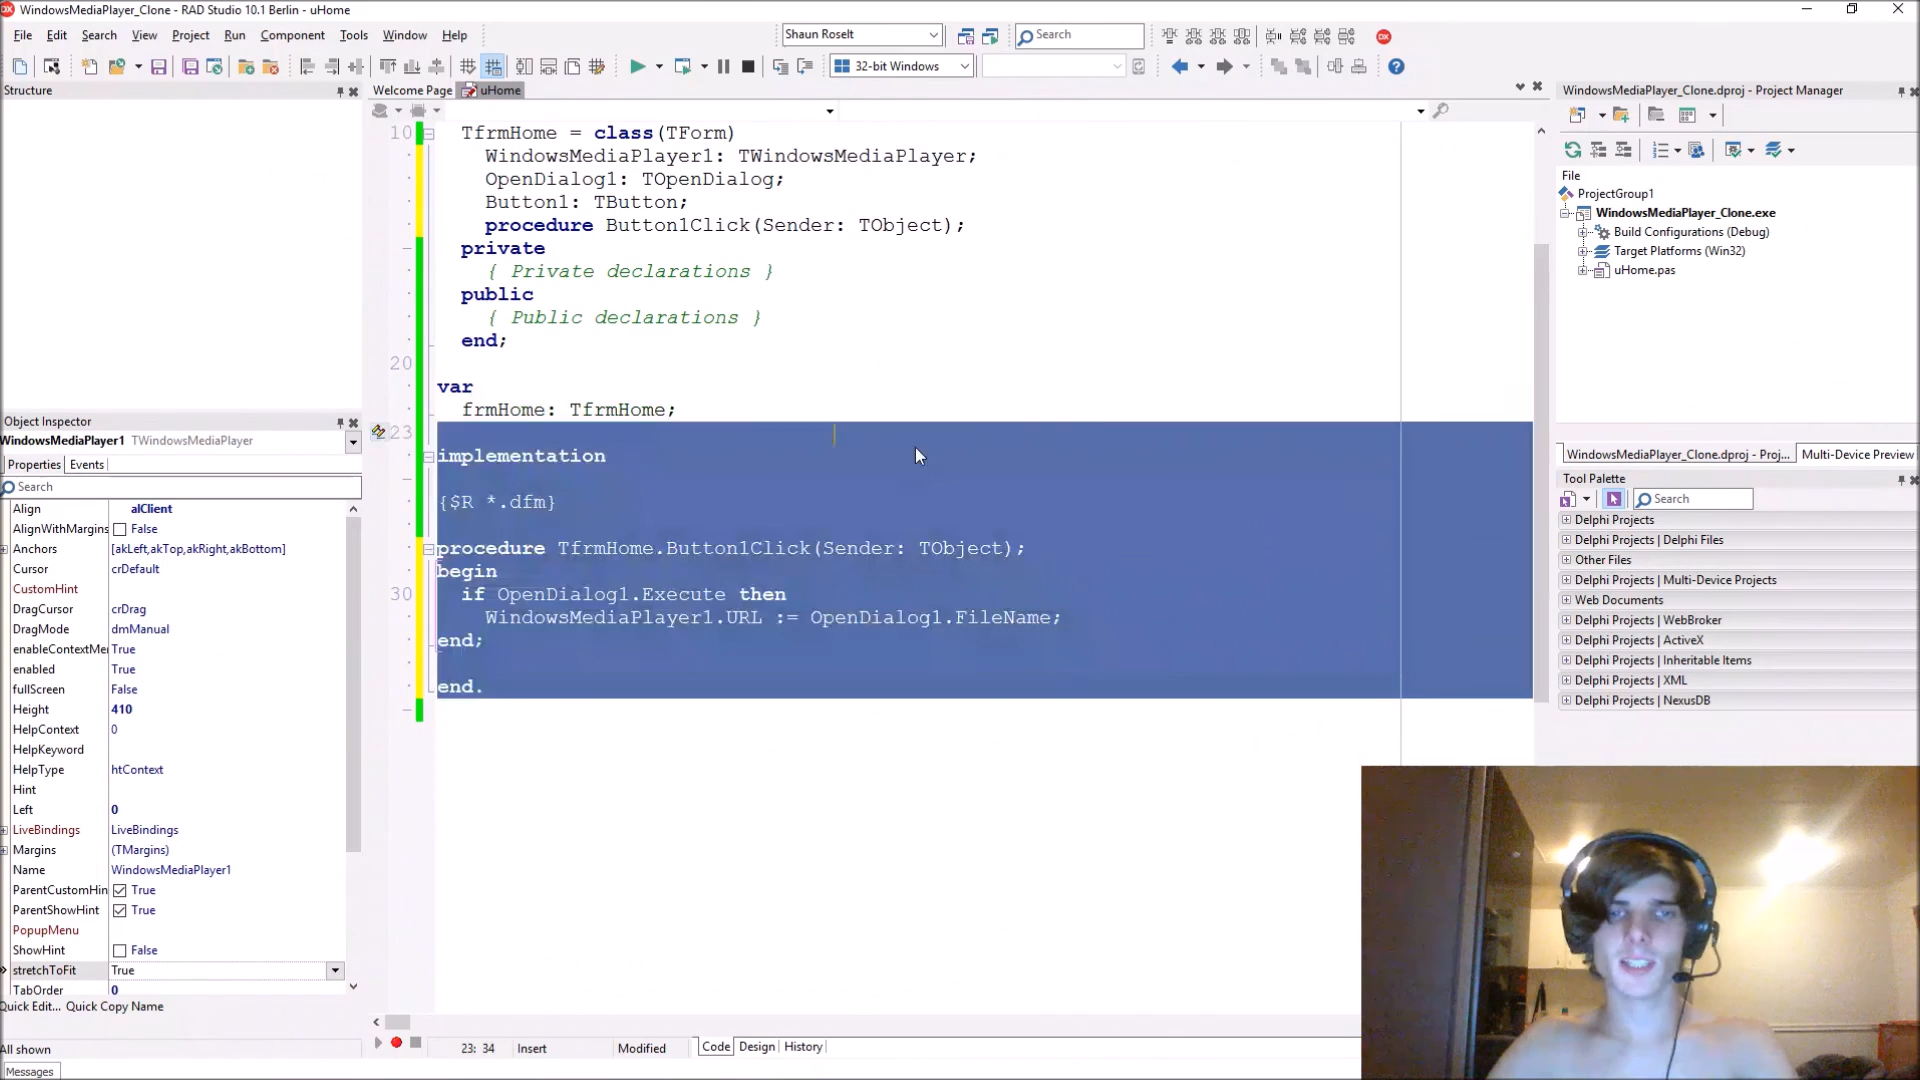 WindowsMediaPlayer_Clone - RAD Studio 10.1 Berlin - uHome
File Edit Search View Project Run Component Tools Window Help
Shaun Roselt
Search
32-bit Windows
Structure
Welcome Page uHome
10
TfrmHome = class(TForm)
WindowsMediaPlayer1: TWindowsMediaPlayer;
OpenDialog1: TOpenDialog;
Button1: TButton;
procedure Button1Click(Sender: TObject);
private
{ Private declarations }
public
{ Public declarations }
end;
20
var
frmHome: TfrmHome;
23
implementation
{$R *.dfm}
procedure TfrmHome.Button1Click(Sender: TObject);
begin
30 if OpenDialog1.Execute then
WindowsMediaPlayer1.URL := OpenDialog1.FileName;
end;
end.
23: 34 Insert Modified Code Design History
Object Inspector
WindowsMediaPlayer1 TWindowsMediaPlayer
Properties Events
Search
Align alClient
AlignWithMargins False
Anchors [akLeft,akTop,akRight,akBottom]
Cursor crDefault
CustomHint
DragCursor crDrag
DragMode dmManual
enableContextMer True
enabled True
fullScreen False
Height 410
HelpContext 0
HelpKeyword
HelpType htContext
Hint
Left 0
LiveBindings LiveBindings
Margins (TMargins)
Name WindowsMediaPlayer1
ParentCustomHin True
ParentShowHint True
PopupMenu
ShowHint False
stretchToFit True
TabOrder 0
Quick Edit... Quick Copy Name
All shown
Messages
WindowsMediaPlayer_Clone.dproj - Project Manager
File
ProjectGroup1
WindowsMediaPlayer_Clone.exe
Build Configurations (Debug)
Target Platforms (Win32)
uHome.pas
WindowsMediaPlayer_Clone.dproj - Proj... Multi-Device Preview
Tool Palette
Search
Delphi Projects
Delphi Projects | Delphi Files
Other Files
Delphi Projects | Multi-Device Projects
Web Documents
Delphi Projects | WebBroker
Delphi Projects | ActiveX
Delphi Projects | Inheritable Items
Delphi Projects | XML
Delphi Projects | NexusDB